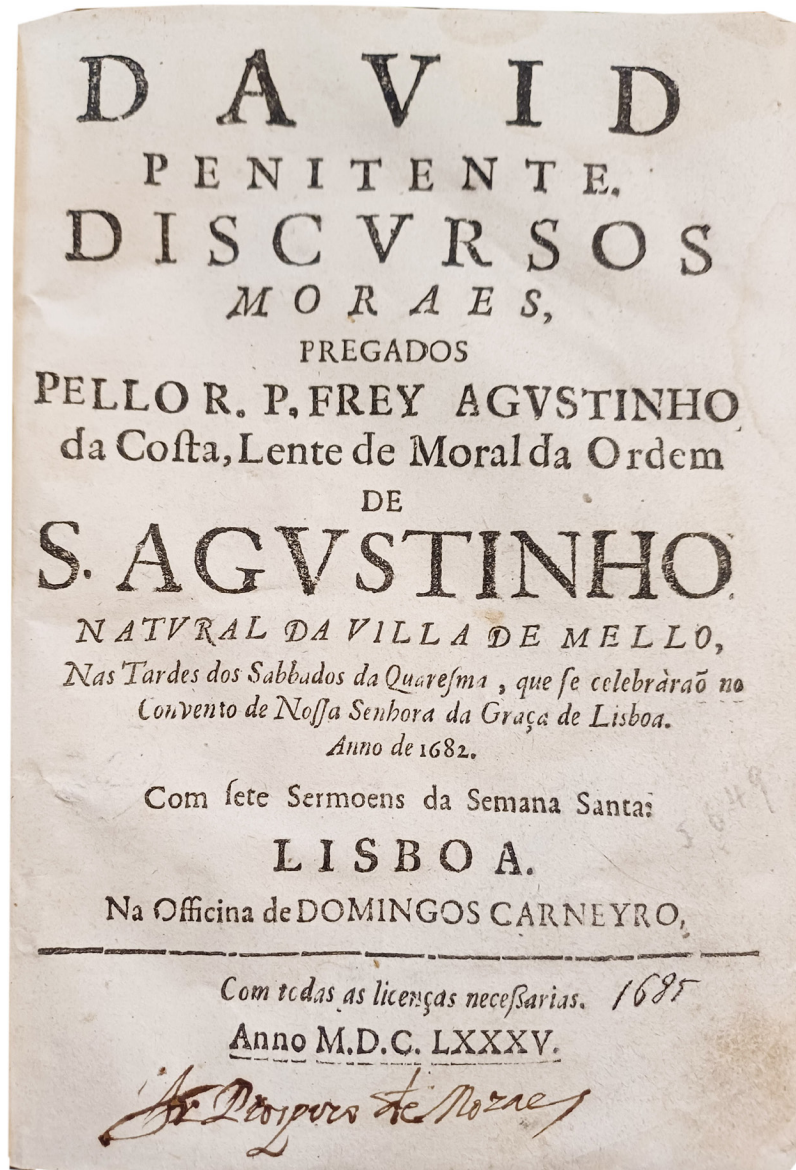 DAVID
PENITENTE.
DISCVRSOS
MORAES,
PREGADOS
PELLO R. P. FREY AGVSTINHO
da Coſta, Lente de Moral da Ordem
DE
S. AGVSTINHO.
NATVRAL DA VILLA DE MELLO,
Nas Tardes dos Sabbados da Quareſma, que ſe celebràraõ no
Convento de Noſſa Senhora da Graça de Lisboa.
Anno de 1682.
Com ſete Sermoens da Semana Santa:
5649
LISBOA.
Na Officina de DOMINGOS CARNEYRO,
Com todas as licenças neceßarias. 1685
Anno M.D.C. LXXXV.
de Moraes